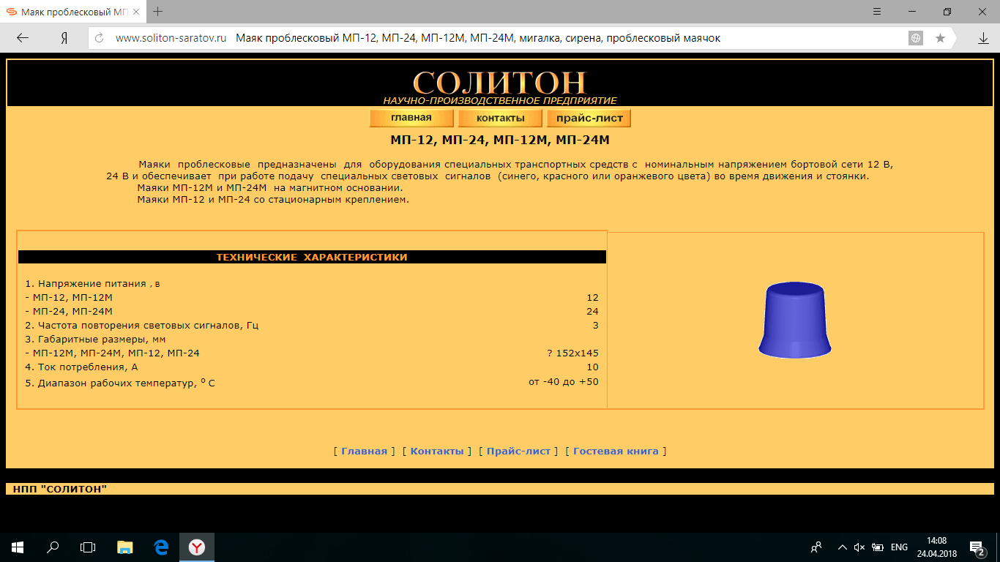 Маяк проблесковый МП
www.soliton-saratov.ru Маяк проблесковый МП-12, МП-24, МП-12М, МП-24М, мигалка, сирена, проблесковый маячок
СОЛИТОН
НАУЧНО-ПРОИЗВОДСТВЕННОЕ ПРЕДПРИЯТИЕ
главная контакты прайс-лист
МП-12, МП-24, МП-12М, МП-24М
Маяки проблесковые предназначены для оборудования специальных транспортных средств с номинальным напряжением бортовой сети 12 В,
24 В и обеспечивает при работе подачу специальных световых сигналов (синего, красного или оранжевого цвета) во время движения и стоянки.
Маяки МП-12М и МП-24М на магнитном основании.
Маяки МП-12 и МП-24 со стационарным креплением.
ТЕХНИЧЕСКИЕ ХАРАКТЕРИСТИКИ
1. Напряжение питания , в
- МП-12, МП-12М 12
- МП-24, МП-24М 24
2. Частота повторения световых сигналов, Гц 3
3. Габаритные размеры, мм
- МП-12М, МП-24М, МП-12, МП-24 ? 152х145
4. Ток потребления, А 10
5. Диапазон рабочих температур, о С от -40 до +50
[ Главная ] [ Контакты ] [ Прайс-лист ] [ Гостевая книга ]
НПП "СОЛИТОН"
ENG
14:08
24.04.2018
2